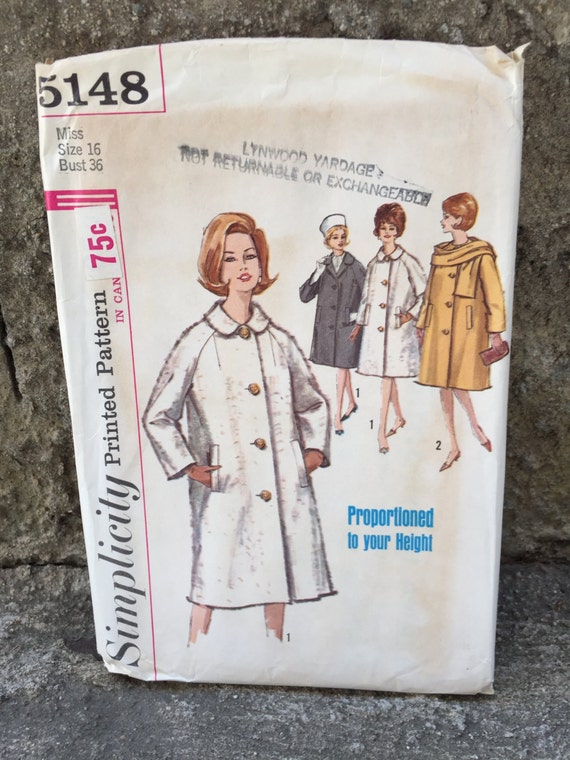 5148
Miss
Size 16
Bust 36
LYNWOOD YARDAGE
NOT RETURNABLE OR EXCHANGEABLE
75c
IN CAN
Simplicity Printed Pattern
1
1
2
Proportioned
to your Height
1